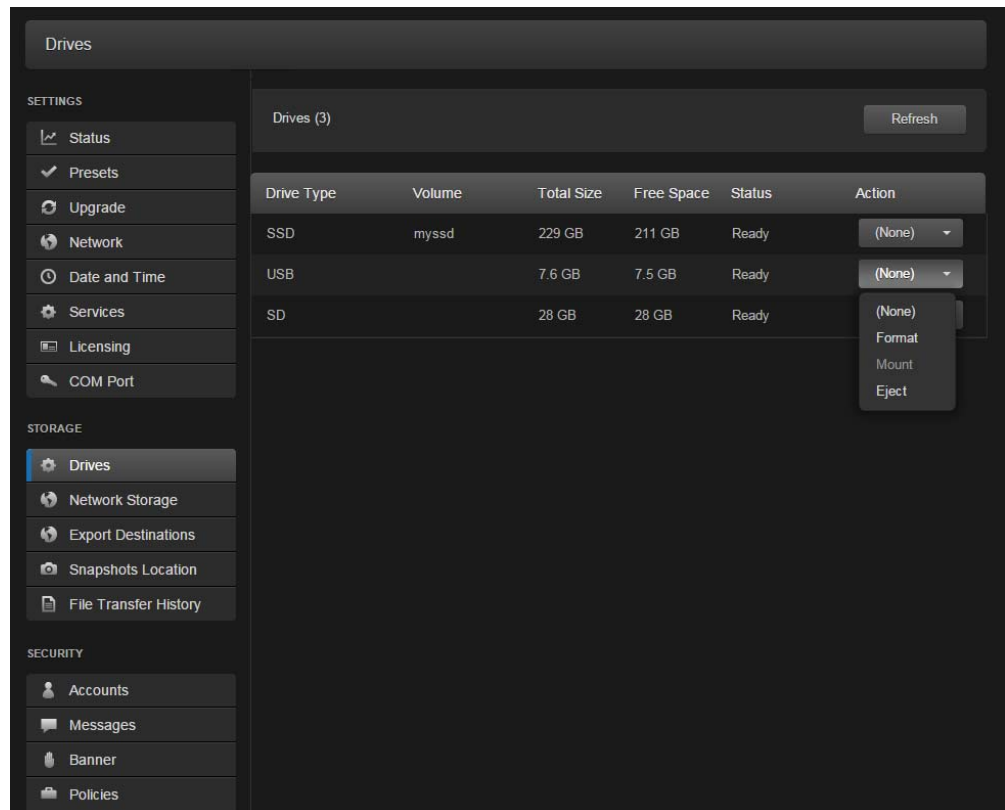 Drives
SETTINGS
Status
Presets
Upgrade
Network
Date and Time
Services
Licensing
COM Port
STORAGE
Drives
Network Storage
Export Destinations
Snapshots Location
File Transfer History
SECURITY
Accounts
Messages
Banner
Policies
Drives (3)
Refresh
Drive Type Volume Total Size Free Space Status Action
SSD myssd 229 GB 211 GB Ready (None)
USB 7.6 GB 7.5 GB Ready (None)
SD 28 GB 28 GB Ready
(None)
Format
Mount
Eject